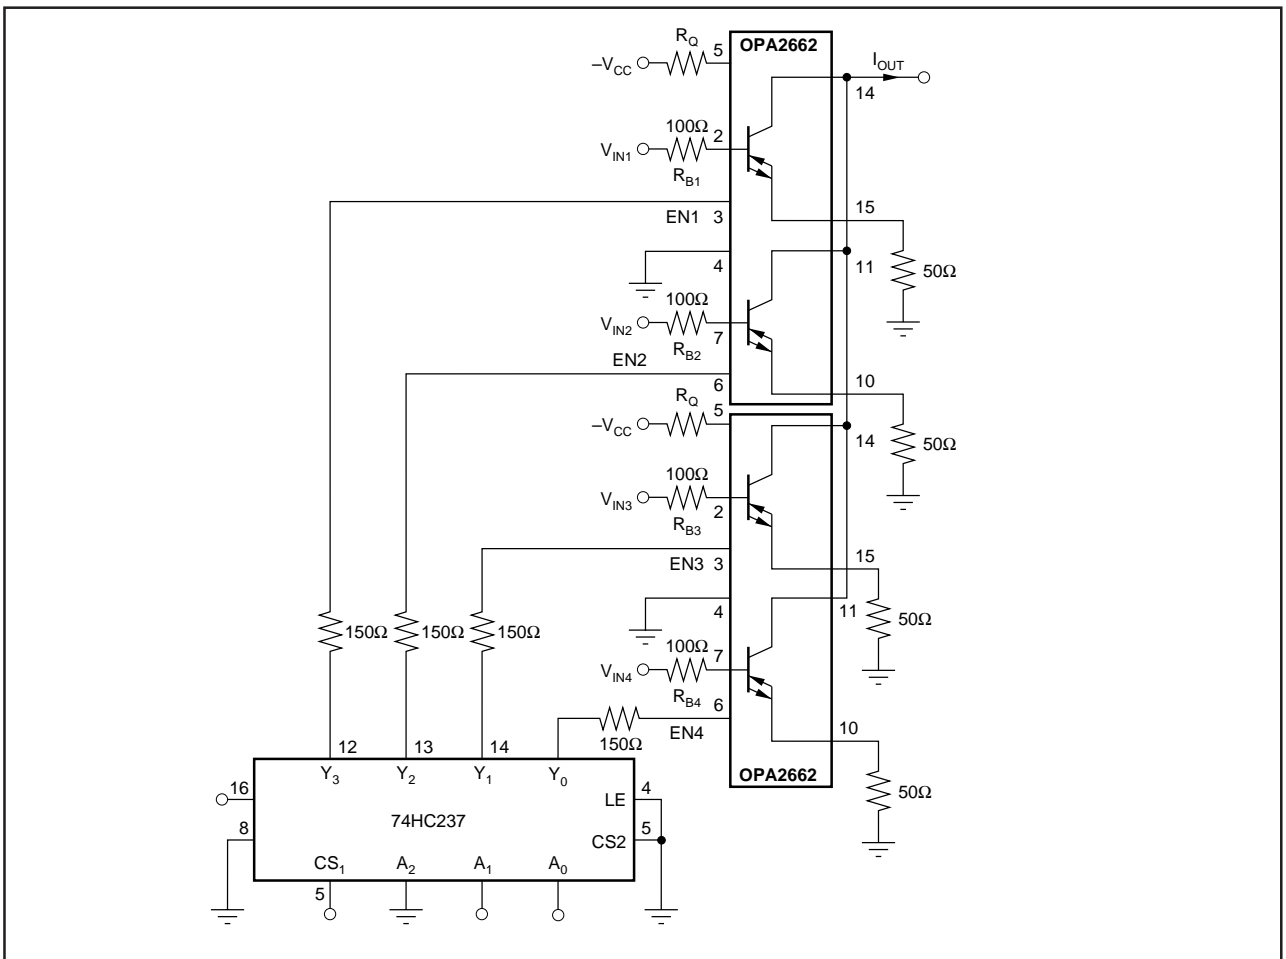 OPA2662
R_Q
5
–V_CC
I_OUT
14
100Ω
2
V_IN1
R_B1
15
EN1 3
4
11
50Ω
100Ω
V_IN2
7
R_B2
EN2
6
10
R_Q
5
–V_CC
14
50Ω
100Ω
V_IN3
2
R_B3
EN3 3
15
4
11
50Ω
150Ω
150Ω
150Ω
100Ω
7
V_IN4
R_B4
6
EN4
150Ω
10
OPA2662
50Ω
12
13
14
Y_3
Y_2
Y_1
Y_0
16
LE
4
8
74HC237
CS2
5
CS_1
A_2
A_1
A_0
5